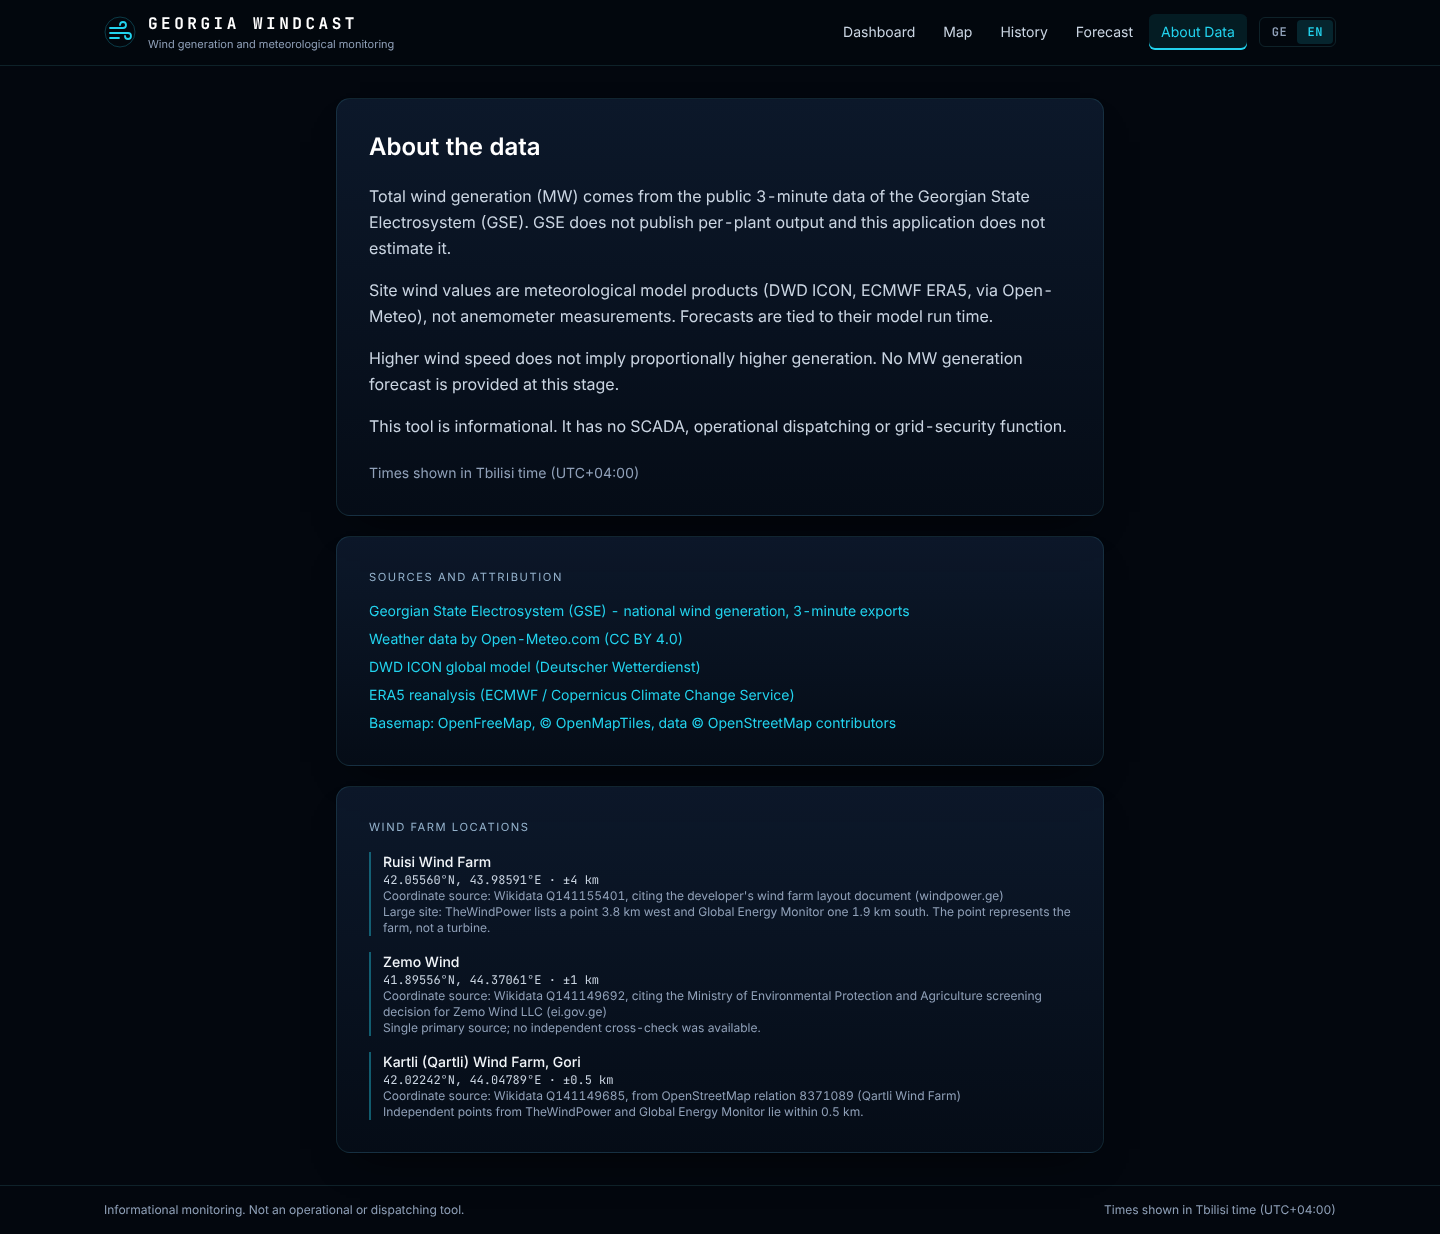 GEORGIA WINDCAST
Wind generation and meteorological monitoring
Dashboard
Map
History
Forecast
About Data
GE
EN
About the data
Total wind generation (MW) comes from the public 3-minute data of the Georgian State
Electrosystem (GSE). GSE does not publish per-plant output and this application does not
estimate it.
Site wind values are meteorological model products (DWD ICON, ECMWF ERA5, via Open-
Meteo), not anemometer measurements. Forecasts are tied to their model run time.
Higher wind speed does not imply proportionally higher generation. No MW generation
forecast is provided at this stage.
This tool is informational. It has no SCADA, operational dispatching or grid-security function.
Times shown in Tbilisi time (UTC+04:00)
SOURCES AND ATTRIBUTION
Georgian State Electrosystem (GSE) - national wind generation, 3-minute exports
Weather data by Open-Meteo.com (CC BY 4.0)
DWD ICON global model (Deutscher Wetterdienst)
ERA5 reanalysis (ECMWF / Copernicus Climate Change Service)
Basemap: OpenFreeMap, © OpenMapTiles, data © OpenStreetMap contributors
WIND FARM LOCATIONS
Ruisi Wind Farm
42.05560°N, 43.98591°E · ±4 km
Coordinate source: Wikidata Q141155401, citing the developer's wind farm layout document (windpower.ge)
Large site: TheWindPower lists a point 3.8 km west and Global Energy Monitor one 1.9 km south. The point represents the
farm, not a turbine.
Zemo Wind
41.89556°N, 44.37061°E · ±1 km
Coordinate source: Wikidata Q141149692, citing the Ministry of Environmental Protection and Agriculture screening
decision for Zemo Wind LLC (ei.gov.ge)
Single primary source; no independent cross-check was available.
Kartli (Qartli) Wind Farm, Gori
42.02242°N, 44.04789°E · ±0.5 km
Coordinate source: Wikidata Q141149685, from OpenStreetMap relation 8371089 (Qartli Wind Farm)
Independent points from TheWindPower and Global Energy Monitor lie within 0.5 km.
Informational monitoring. Not an operational or dispatching tool.
Times shown in Tbilisi time (UTC+04:00)